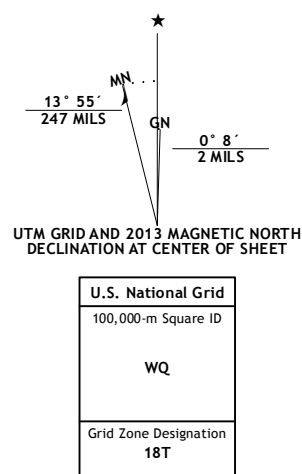 MN
13° 55´
247 MILS
GN
0° 8´
2 MILS
UTM GRID AND 2013 MAGNETIC NORTH
DECLINATION AT CENTER OF SHEET
U.S. National Grid
100,000-m Square ID
WQ
Grid Zone Designation
18T